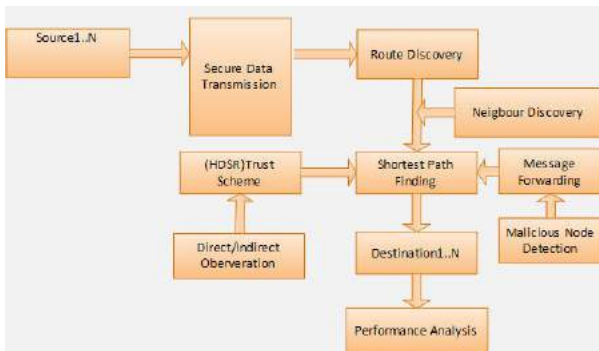 Source1..N
Secure Data
Transmission
Route Discovery
Neigbour Discovery
(HDSR)Trust
Scheme
Shortest Path
Finding
Message
Forwarding
Direct/Indirect
Oberveration
Destination1..N
Malicious Node
Detection
Performance Analysis